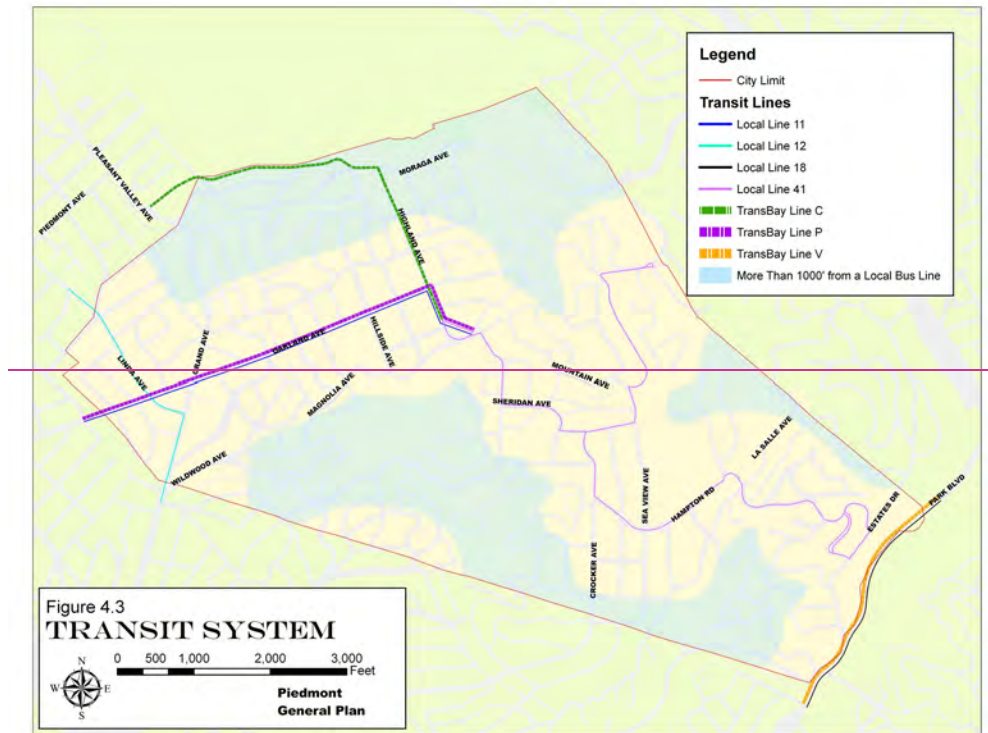 Legend
City Limit
Transit Lines
Local Line 11
Local Line 12
Local Line 18
Local Line 41
TransBay Line C
TransBay Line P
TransBay Line V
More Than 1000' from a Local Bus Line
PLEASANT VALLEY AVE
PIEDMONT AVE
MORAGA AVE
HIGHLAND AVE
LINDA AVE
GRAND AVE
OAKLAND AVE
HILLSIDE AVE
MAGNOLIA AVE
MOUNTAIN AVE
SHERIDAN AVE
WILDWOOD AVE
LA SALLE AVE
SEA VIEW AVE
HAMPTON RD
ESTATES DR
PARK BLVD
CROCKER AVE
Figure 4.3
TRANSIT SYSTEM
N
W
E
S
0 500 1,000 2,000 3,000
Feet
Piedmont
General Plan